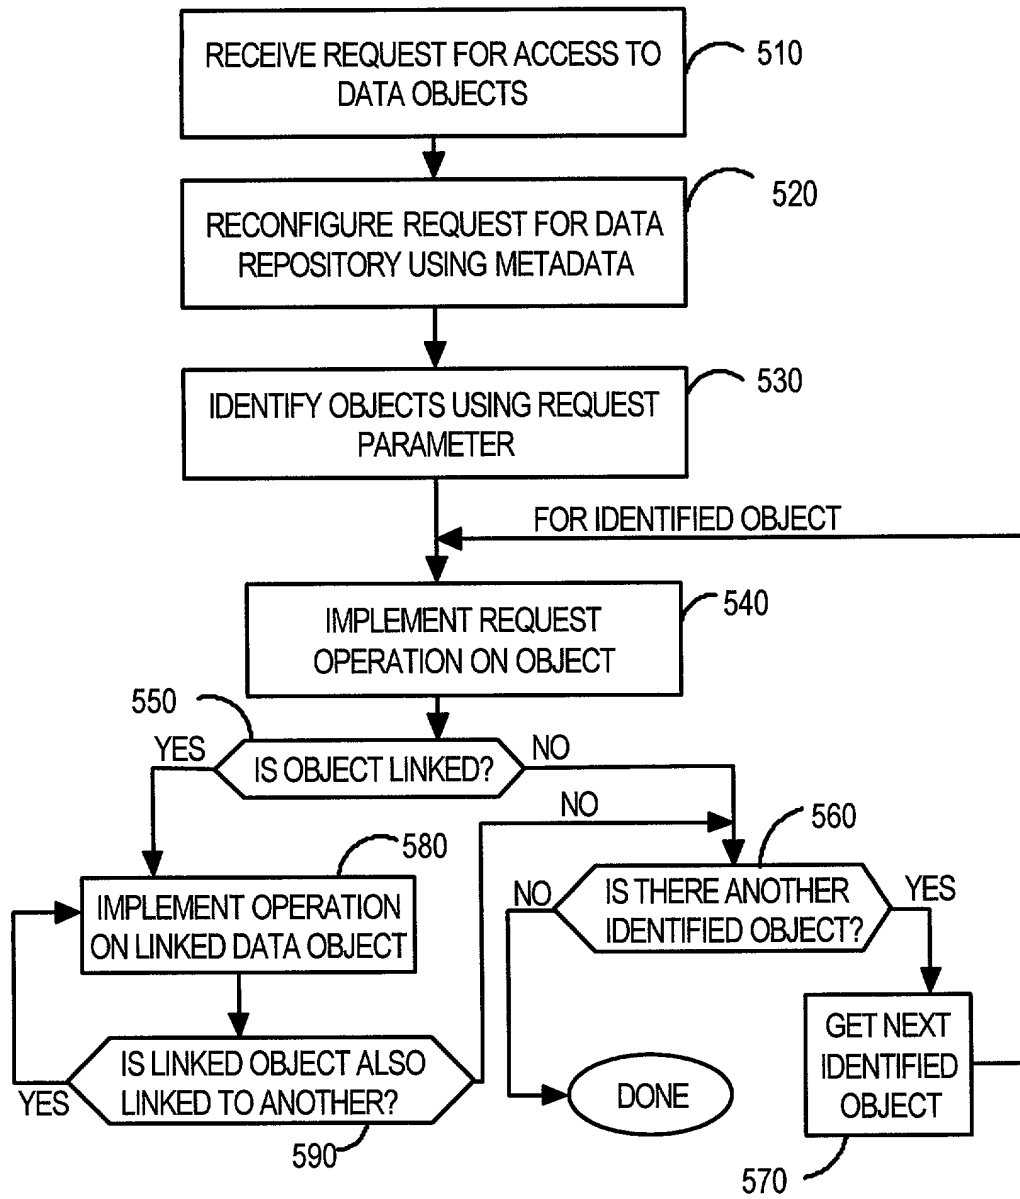 RECEIVE REQUEST FOR ACCESS TO
DATA OBJECTS
510
RECONFIGURE REQUEST FOR DATA
REPOSITORY USING METADATA
520
IDENTIFY OBJECTS USING REQUEST
PARAMETER
530
FOR IDENTIFIED OBJECT
IMPLEMENT REQUEST
OPERATION ON OBJECT
540
550
YES
IS OBJECT LINKED?
NO
NO
560
580
IMPLEMENT OPERATION
ON LINKED DATA OBJECT
NO
IS THERE ANOTHER
IDENTIFIED OBJECT?
YES
GET NEXT
IDENTIFIED
OBJECT
570
IS LINKED OBJECT ALSO
LINKED TO ANOTHER?
YES
590
DONE